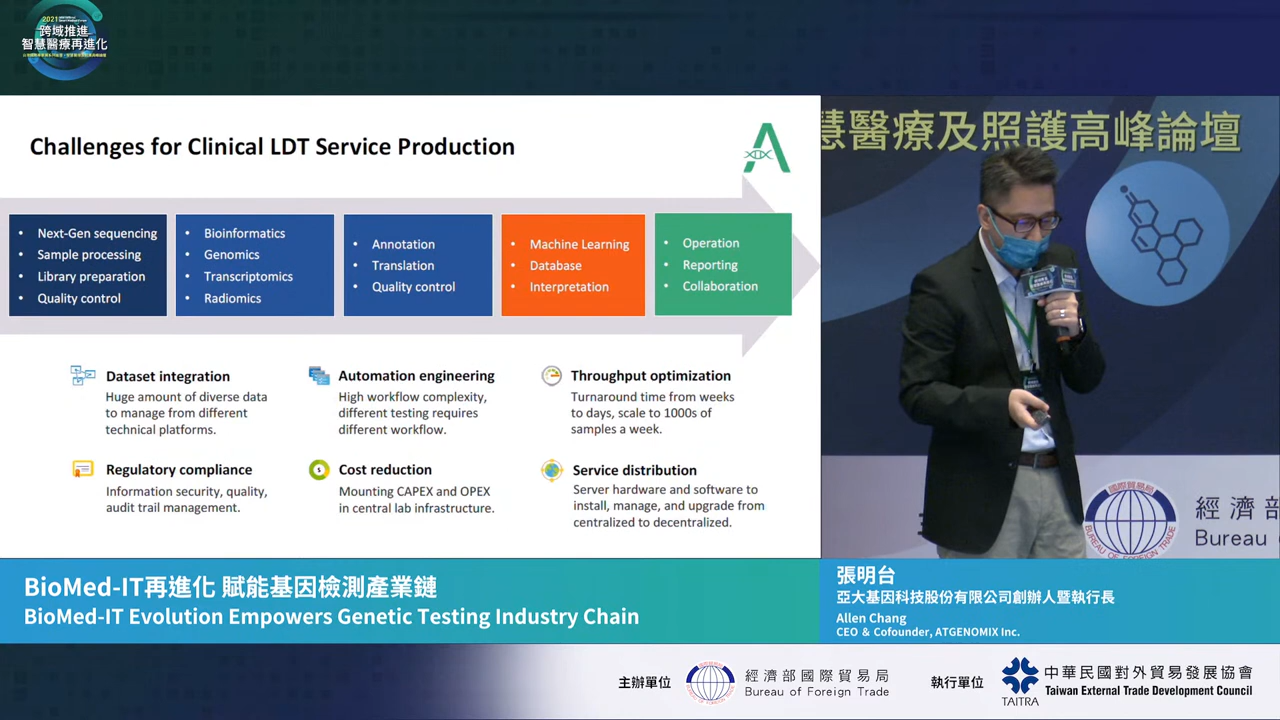 2021
跨域推進
智慧醫療再進化
Challenges for Clinical LDT Service Production
• Next-Gen sequencing
• Sample processing
• Library preparation
• Quality control
• Bioinformatics
• Genomics
• Transcriptomics
• Radiomics
• Annotation
• Translation
• Quality control
• Machine Learning
• Database
• Interpretation
• Operation
• Reporting
• Collaboration
Dataset integration
Huge amount of diverse data
to manage from different
technical platforms.
Automation engineering
High workflow complexity,
different testing requires
different workflow.
Throughput optimization
Turnaround time from weeks
to days, scale to 1000s of
samples a week.
Regulatory compliance
Information security, quality,
audit trail management.
Cost reduction
Mounting CAPEX and OPEX
in central lab infrastructure.
Service distribution
Server hardware and software to
install, manage, and upgrade from
centralized to decentralized.
慧醫療及照護高峰論壇
國際貿易局
BUREAU OF FOREIGN TRADE
經濟部
Bureau
BioMed-IT再進化 賦能基因檢測產業鏈
BioMed-IT Evolution Empowers Genetic Testing Industry Chain
張明台
亞大基因科技股份有限公司創辦人暨執行長
Allen Chang
CEO & Cofounder, ATGENOMIX Inc.
主辦單位
經濟部國際貿易局
Bureau of Foreign Trade
執行單位
TAITRA
中華民國對外貿易發展協會
Taiwan External Trade Development Council